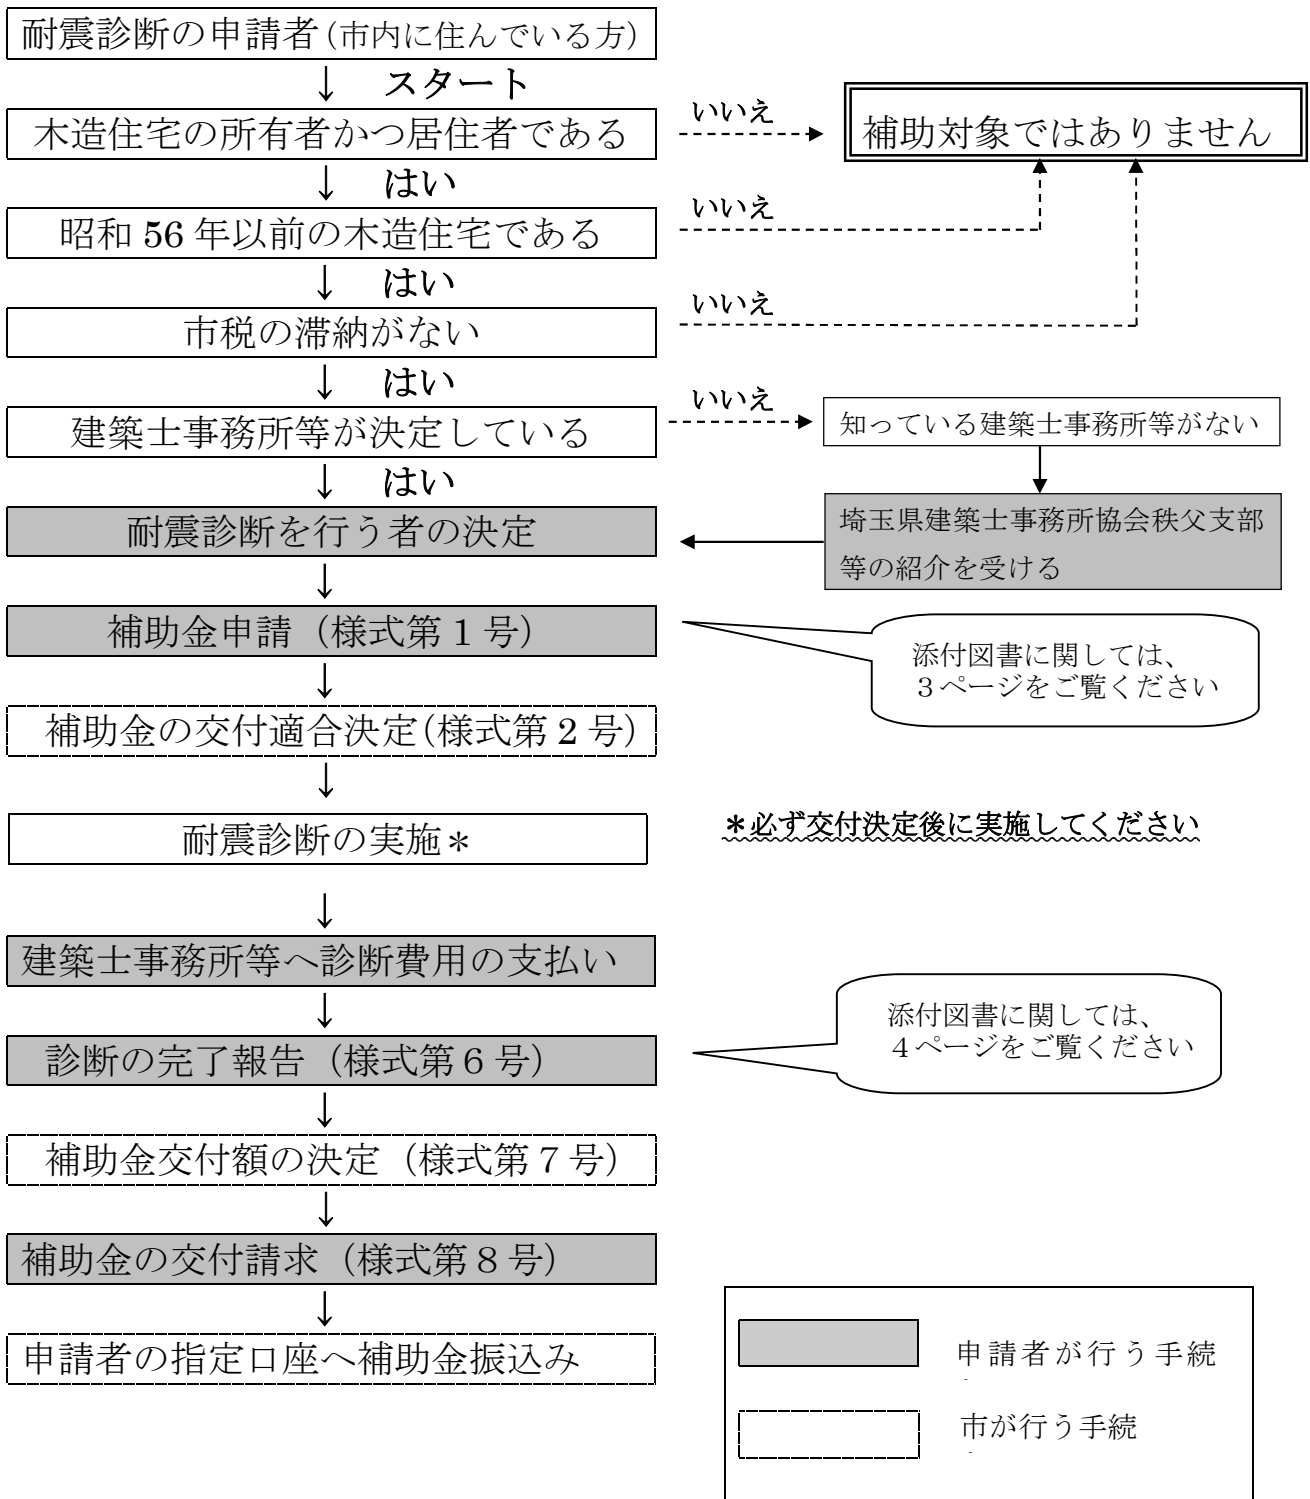 耐震診断の申請者（市内に住んでいる方）
↓ スタート
木造住宅の所有者かつ居住者である
いいえ
補助対象ではありません
↓ はい
昭和 56 年以前の木造住宅である
いいえ
↓ はい
市税の滞納がない
いいえ
↓ はい
建築士事務所等が決定している
いいえ
知っている建築士事務所等がない
↓ はい
耐震診断を行う者の決定
埼玉県建築士事務所協会秩父支部
等の紹介を受ける
↓
補助金申請（様式第１号）
添付図書に関しては、
３ページをご覧ください
↓
補助金の交付適合決定（様式第２号）
↓
耐震診断の実施＊
＊必ず交付決定後に実施してください
↓
建築士事務所等へ診断費用の支払い
↓
診断の完了報告（様式第６号）
添付図書に関しては、
４ページをご覧ください
↓
補助金交付額の決定（様式第７号）
↓
補助金の交付請求（様式第８号）
↓
申請者の指定口座へ補助金振込み
申請者が行う手続
市が行う手続